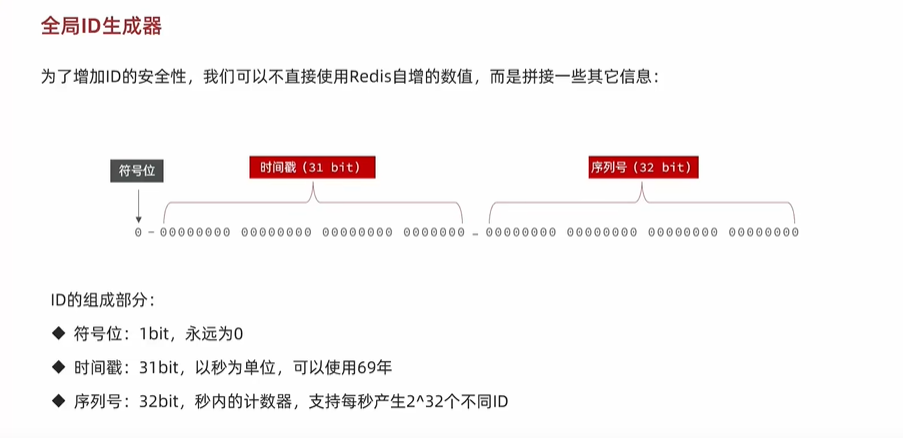 全局ID生成器
为了增加ID的安全性，我们可以不直接使用Redis自增的数值，而是拼接一些其它信息：
符号位 时间戳（31 bit） 序列号（32 bit）
0 - 00000000 00000000 00000000 0000000 - 00000000 00000000 00000000 00000000
ID的组成部分：
◆ 符号位：1bit，永远为0
◆ 时间戳：31bit，以秒为单位，可以使用69年
◆ 序列号：32bit，秒内的计数器，支持每秒产生2^32个不同ID